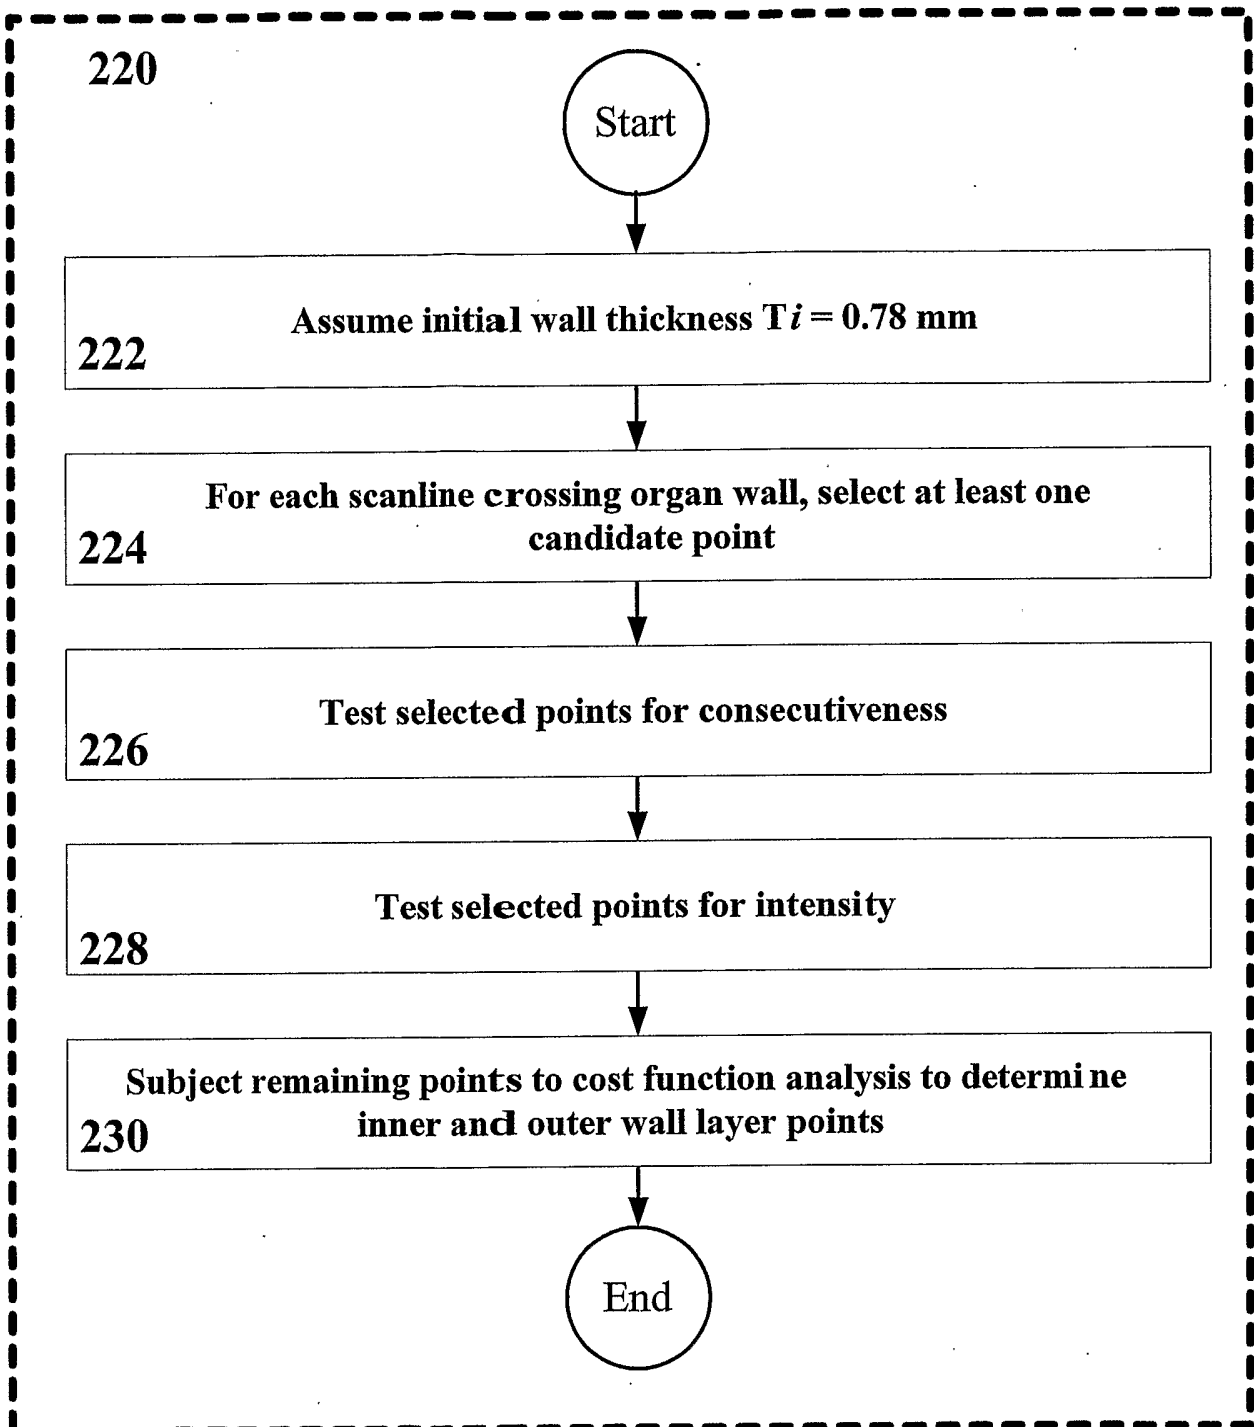 220
Start
Assume initial wall thickness Ti = 0.78 mm
222
For each scanline crossing organ wall, select at least one
candidate point
224
Test selected points for consecutiveness
226
Test selected points for intensity
228
Subject remaining points to cost function analysis to determine
inner and outer wall layer points
230
End